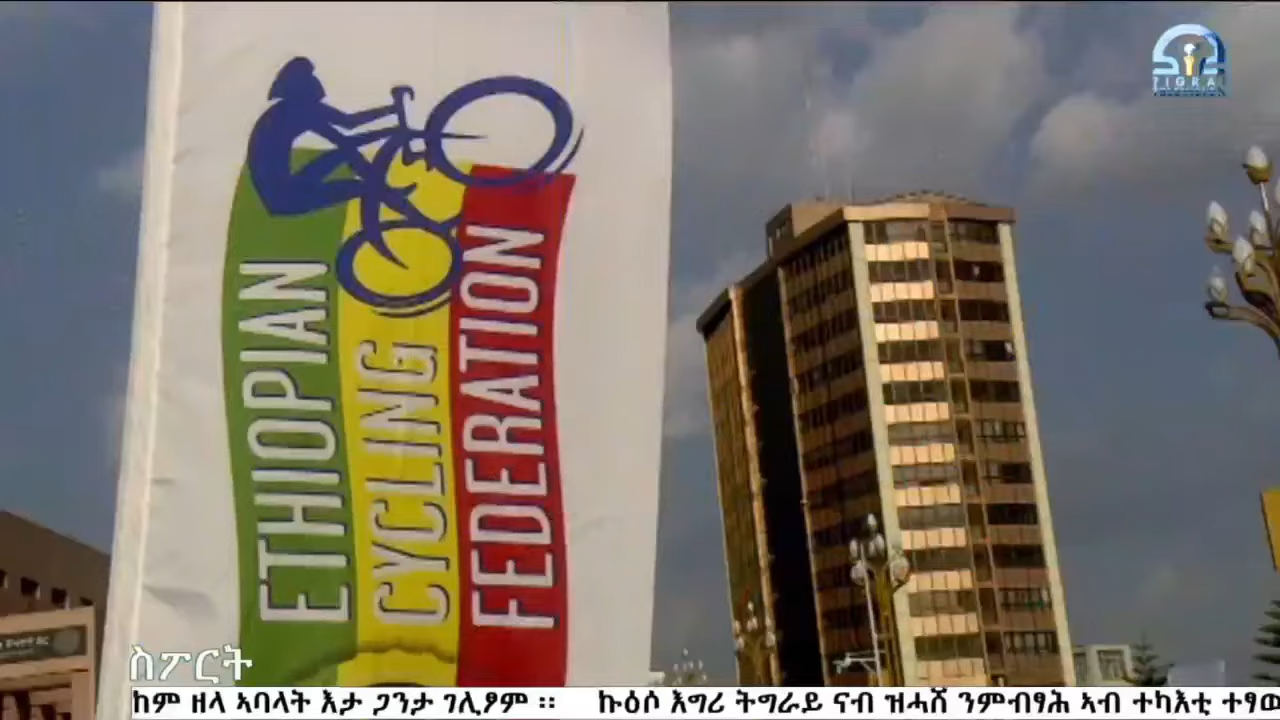 TIGRAI
TELEVISION
ETHIOPIAN
CYCLING
FEDERATION
ስፖርት
ከም ዘላ ኣባላት እታ ጋንታ ገሊፆም ፡፡ ኩዕሶ እግሪ ትግራይ ናብ ዝሓሸ ንምብፃሕ ኣብ ተካእቲ